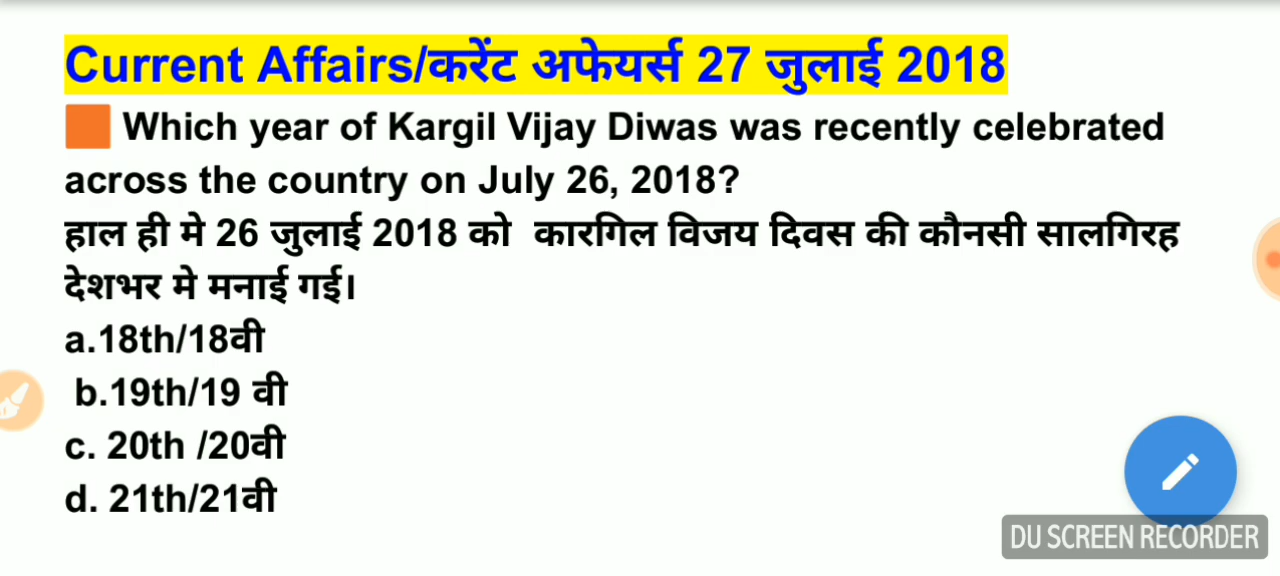 Current Affairs/करेंट अफेयर्स 27 जुलाई 2018
Which year of Kargil Vijay Diwas was recently celebrated
across the country on July 26, 2018?
हाल ही मे 26 जुलाई 2018 को कारगिल विजय दिवस की कौनसी सालगिरह
देशभर मे मनाई गई।
a.18th/18वी
b.19th/19 वी
c. 20th /20वी
d. 21th/21वी
DU SCREEN RECORDER